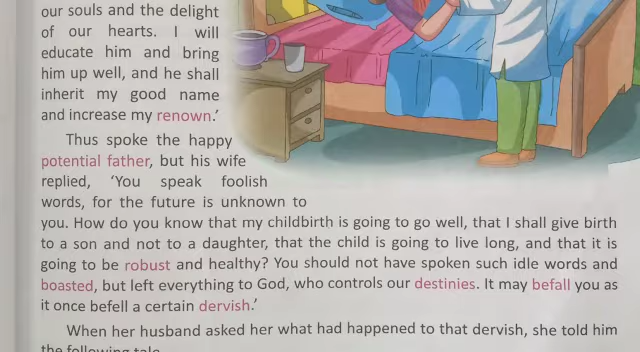 our souls and the delight
of our hearts. I will
educate him and bring
him up well, and he shall
inherit my good name
and increase my renown.’
Thus spoke the happy
potential father, but his wife
replied, ‘You speak foolish
words, for the future is unknown to
you. How do you know that my childbirth is going to go well, that I shall give birth
to a son and not to a daughter, that the child is going to live long, and that it is
going to be robust and healthy? You should not have spoken such idle words and
boasted, but left everything to God, who controls our destinies. It may befall you as
it once befell a certain dervish.’
When her husband asked her what had happened to that dervish, she told him
the following tale.